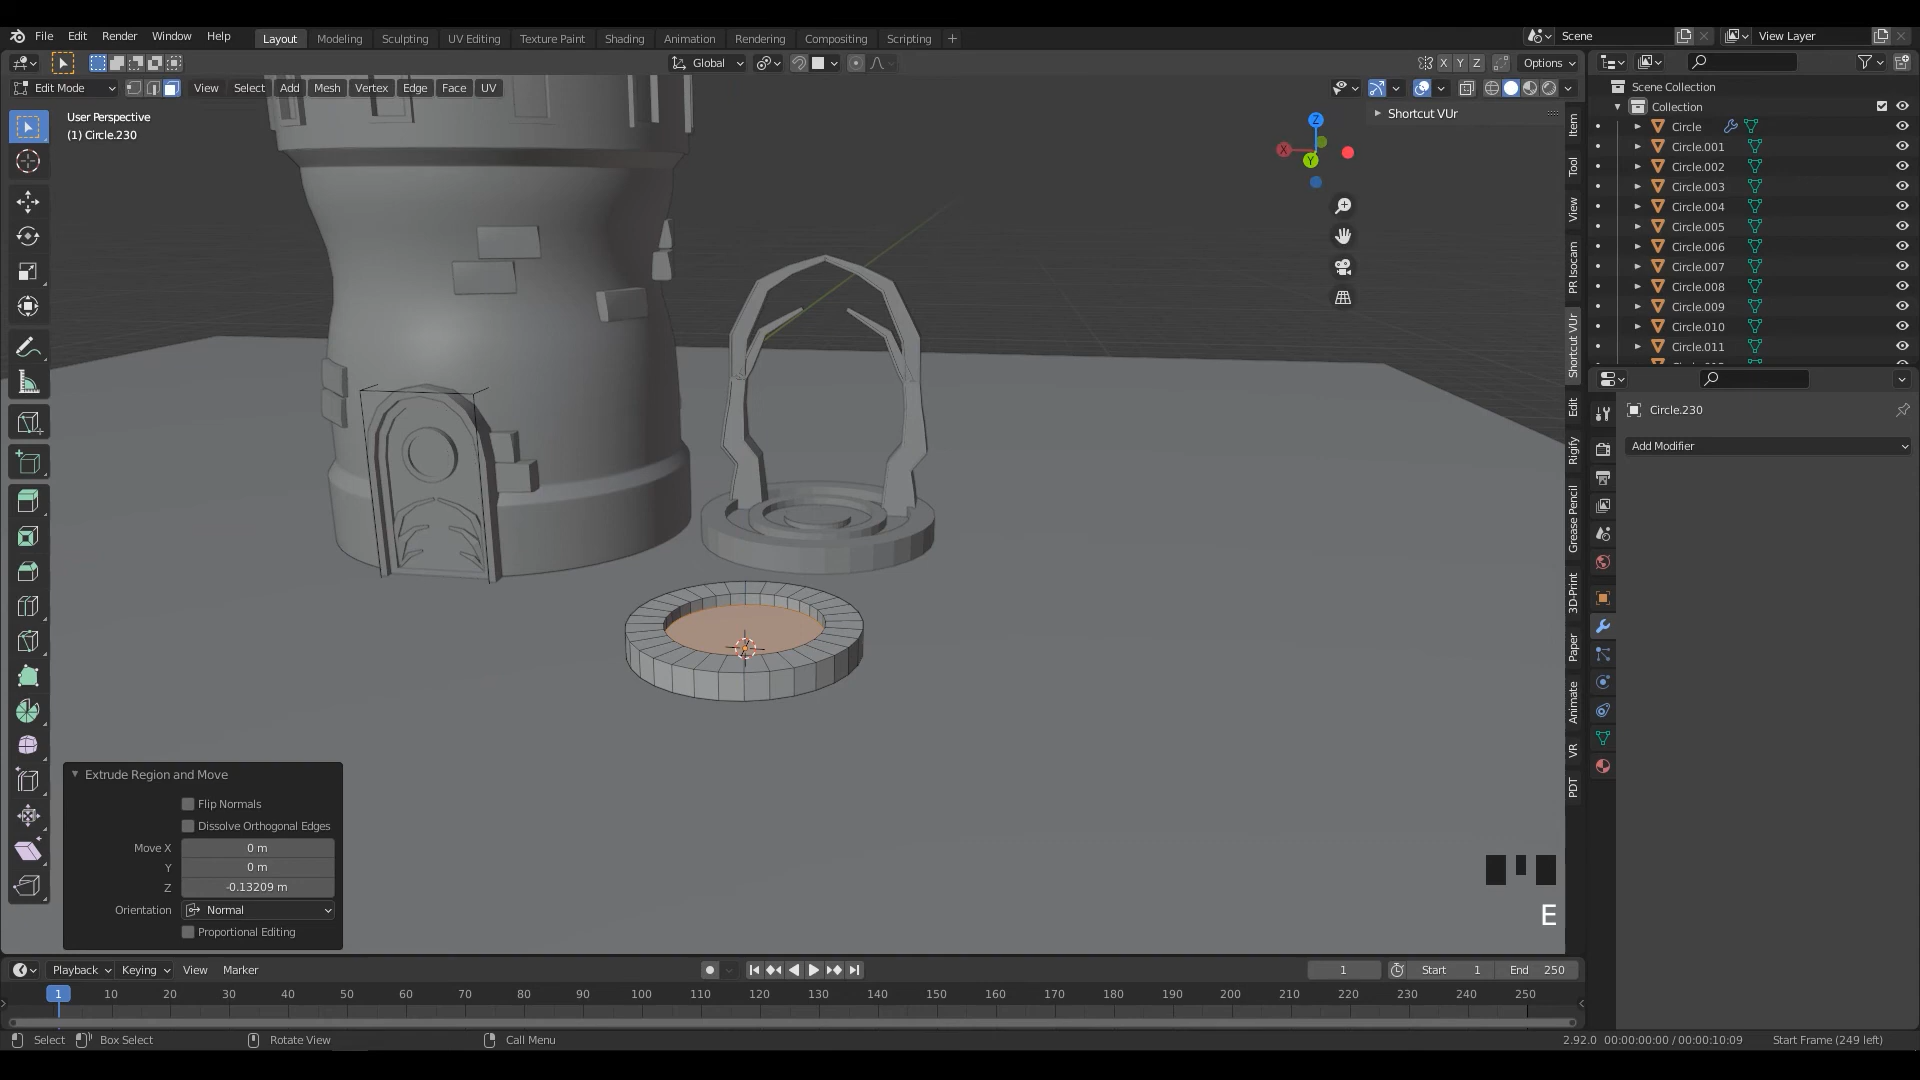 File Edit Render Window Help Layout Modeling Sculpting UV Editing Texture Paint Shading Animation Rendering Compositing Scripting + Scene View Layer
Global X Y Z Options
Edit Mode View Select Add Mesh Vertex Edge Face UV
User Perspective
(1) Circle.230
Shortcut VUr
Z
X
Y
Item
Tool
View
PR Isocam
Shortcut VUr
Edit
Rigify
Grease Pencil
3D-Print
Paper
Animate
VR
PDT
Scene Collection
Collection
Circle
Circle.001
Circle.002
Circle.003
Circle.004
Circle.005
Circle.006
Circle.007
Circle.008
Circle.009
Circle.010
Circle.011
Circle.230
Add Modifier
Extrude Region and Move
Flip Normals
Dissolve Orthogonal Edges
Move X 0 m
Y 0 m
Z -0.13209 m
Orientation Normal
Proportional Editing
E
Playback Keying View Marker 1 Start 1 End 250
1 10 20 30 40 50 60 70 80 90 100 110 120 130 140 150 160 170 180 190 200 210 220 230 240 250
Select Box Select Rotate View Call Menu 2.92.0 00:00:00:00 / 00:00:10:09 Start Frame (249 left)